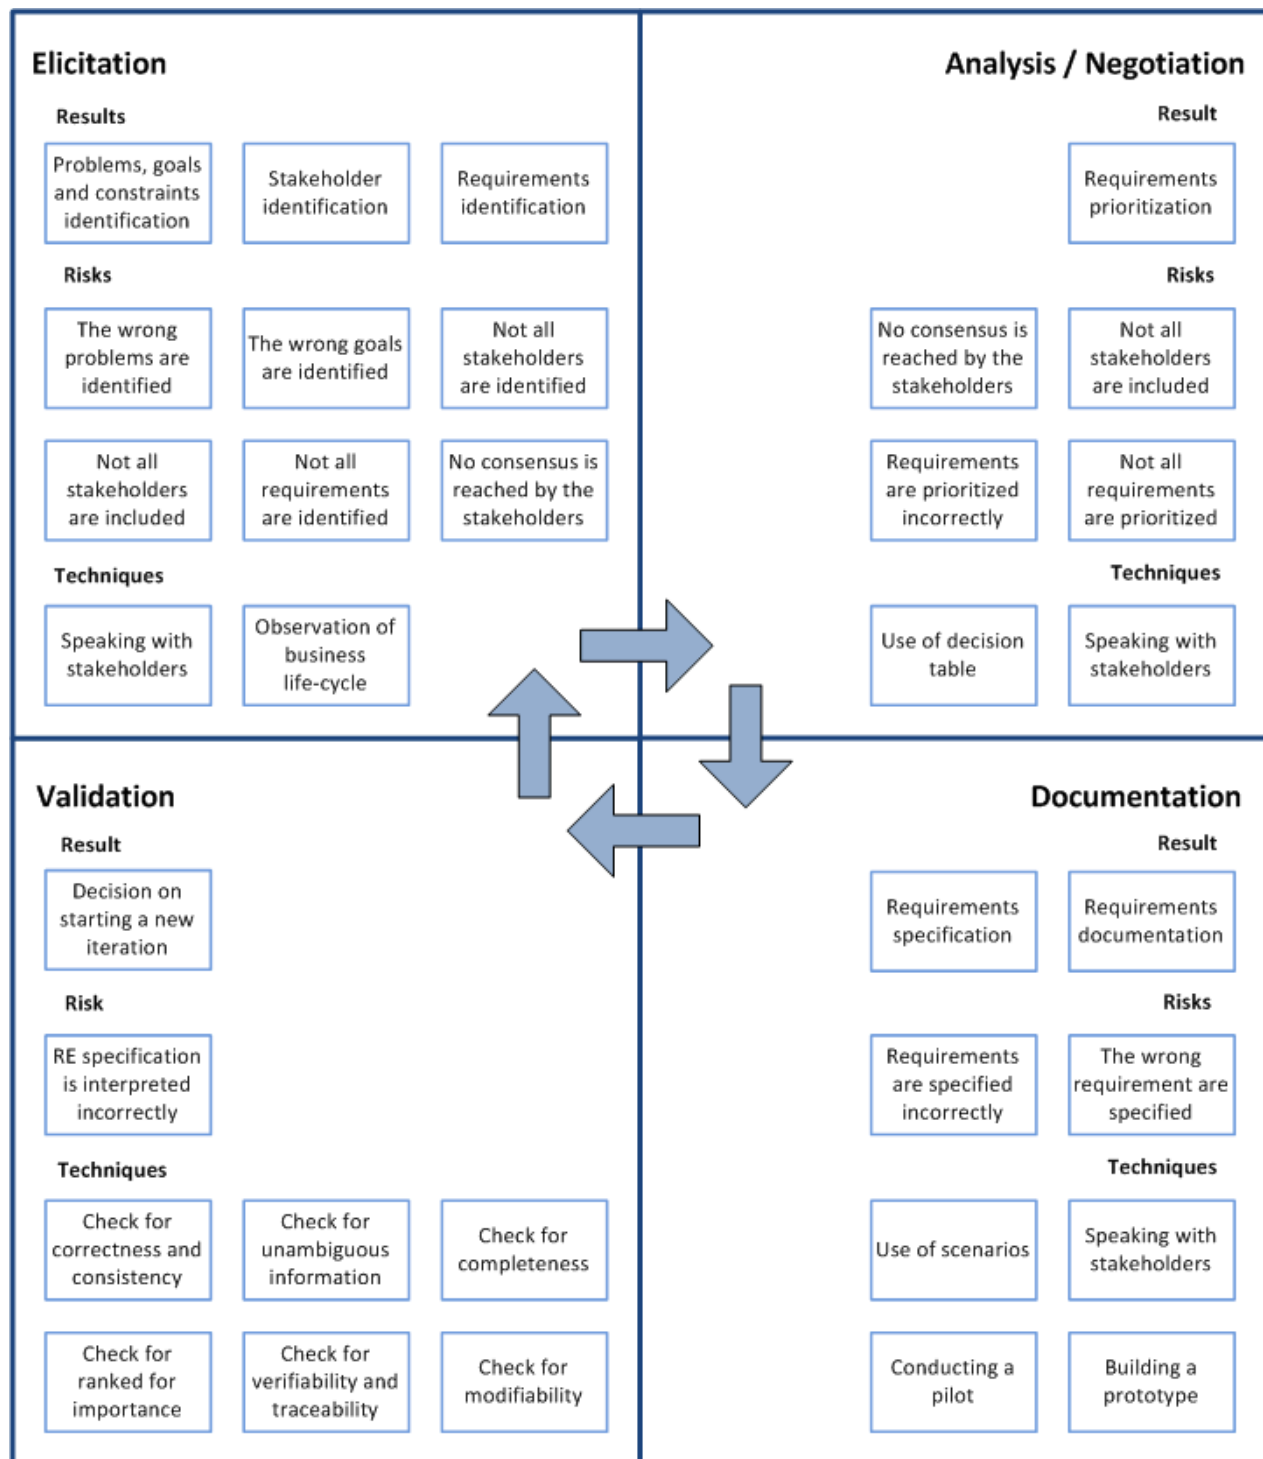 Elicitation
Results
Problems, goals
and constraints
identification
Stakeholder
identification
Requirements
identification
Risks
The wrong
problems are
identified
The wrong goals
are identified
Not all
stakeholders
are identified
Not all
stakeholders
are included
Not all
requirements
are identified
No consensus is
reached by the
stakeholders
Techniques
Speaking with
stakeholders
Observation of
business
life-cycle
Analysis / Negotiation
Result
Requirements
prioritization
Risks
No consensus is
reached by the
stakeholders
Not all
stakeholders
are included
Requirements
are prioritized
incorrectly
Not all
requirements
are prioritized
Techniques
Use of decision
table
Speaking with
stakeholders
Validation
Result
Decision on
starting a new
iteration
Risk
RE specification
is interpreted
incorrectly
Techniques
Check for
correctness and
consistency
Check for
unambiguous
information
Check for
completeness
Check for
ranked for
importance
Check for
verifiability and
traceability
Check for
modifiability
Documentation
Result
Requirements
specification
Requirements
documentation
Risks
Requirements
are specified
incorrectly
The wrong
requirement are
specified
Techniques
Use of scenarios
Speaking with
stakeholders
Conducting a
pilot
Building a
prototype